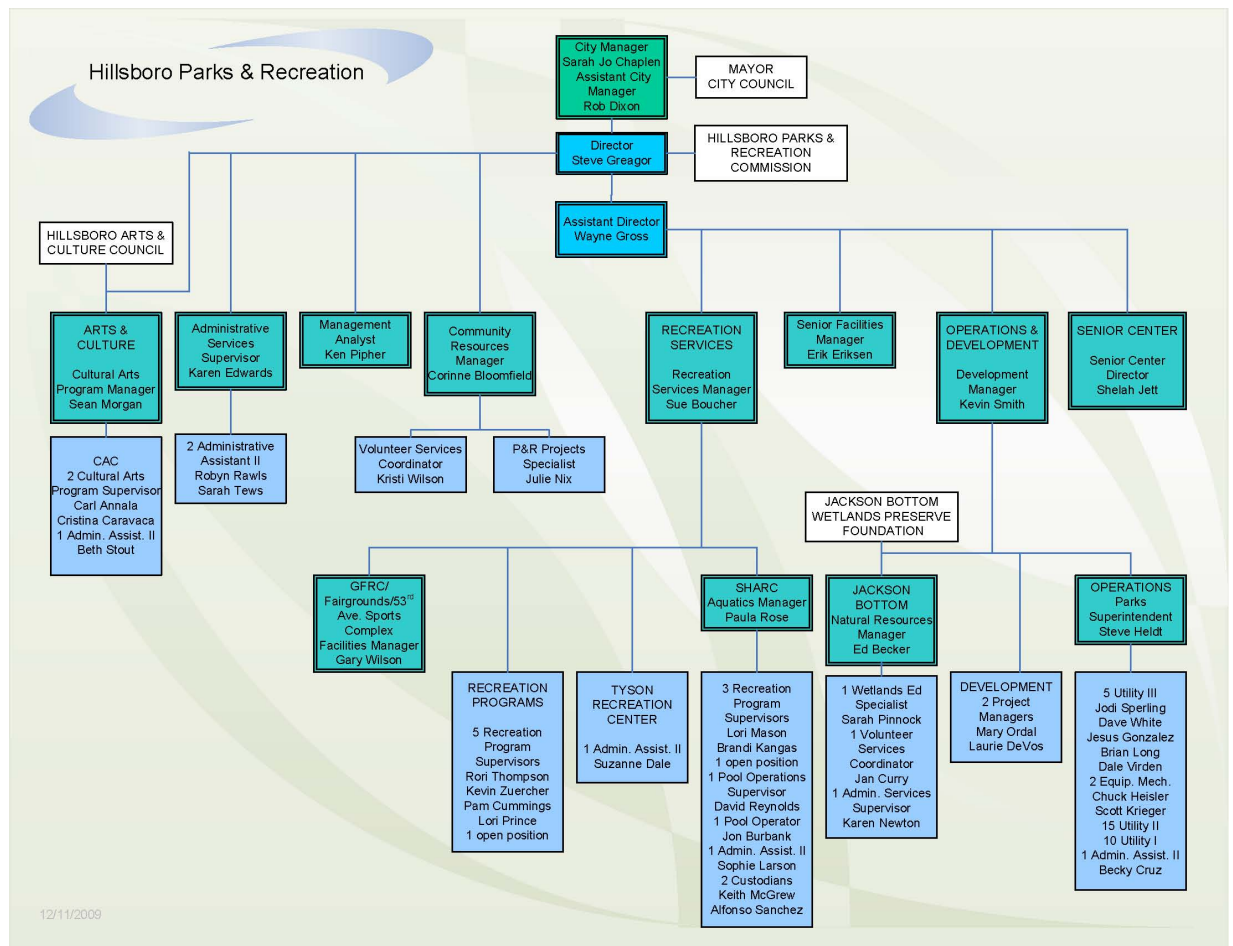 Hillsboro Parks & Recreation
City Manager
Sarah Jo Chaplen
Assistant City
Manager
Rob Dixon
MAYOR
CITY COUNCIL
Director
Steve Greagor
HILLSBORO PARKS &
RECREATION
COMMISSION
Assistant Director
Wayne Gross
HILLSBORO ARTS &
CULTURE COUNCIL
ARTS &
CULTURE
Cultural Arts
Program Manager
Sean Morgan
Administrative
Services
Supervisor
Karen Edwards
Management
Analyst
Ken Pipher
Community
Resources
Manager
Corinne Bloomfield
RECREATION
SERVICES
Recreation
Services Manager
Sue Boucher
Senior Facilities
Manager
Erik Eriksen
OPERATIONS &
DEVELOPMENT
Development
Manager
Kevin Smith
SENIOR CENTER
Senior Center
Director
Shelah Jett
CAC
2 Cultural Arts
Program Supervisor
Carl Annala
Cristina Caravaca
1 Admin. Assist. II
Beth Stout
2 Administrative
Assistant II
Robyn Rawls
Sarah Tews
Volunteer Services
Coordinator
Kristi Wilson
P&R Projects
Specialist
Julie Nix
JACKSON BOTTOM
WETLANDS PRESERVE
FOUNDATION
GFRC/
Fairgrounds/53rd
Ave. Sports
Complex
Facilities Manager
Gary Wilson
SHARC
Aquatics Manager
Paula Rose
JACKSON
BOTTOM
Natural Resources
Manager
Ed Becker
OPERATIONS
Parks
Superintendent
Steve Heldt
RECREATION
PROGRAMS
5 Recreation
Program
Supervisors
Rori Thompson
Kevin Zuercher
Pam Cummings
Lori Prince
1 open position
TYSON
RECREATION
CENTER
1 Admin. Assist. II
Suzanne Dale
3 Recreation
Program
Supervisors
Lori Mason
Brandi Kangas
1 open position
1 Pool Operations
Supervisor
David Reynolds
1 Pool Operator
Jon Burbank
1 Admin. Assist. II
Sophie Larson
2 Custodians
Keith McGrew
Alfonso Sanchez
1 Wetlands Ed
Specialist
Sarah Pinnock
1 Volunteer
Services
Coordinator
Jan Curry
1 Admin. Services
Supervisor
Karen Newton
DEVELOPMENT
2 Project
Managers
Mary Ordal
Laurie DeVos
5 Utility III
Jodi Sperling
Dave White
Jesus Gonzalez
Brian Long
Dale Virden
2 Equip. Mech.
Chuck Heisler
Scott Krieger
15 Utility II
10 Utility I
1 Admin. Assist. II
Becky Cruz
12/11/2009